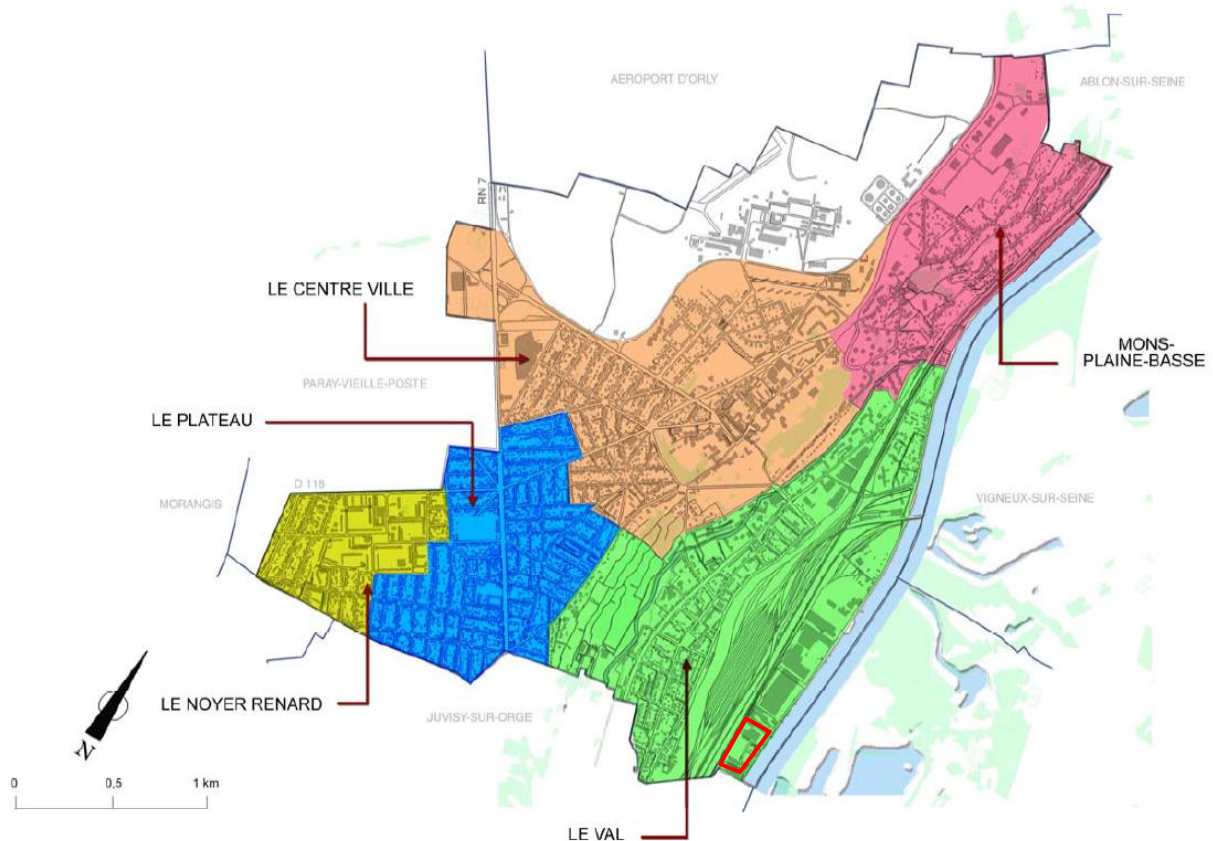 AEROPORT D'ORLY
ABLON-SUR-SEINE
RN 7
LE CENTRE VILLE
MONS-
PLAINE-BASSE
PARAY-VIEILLE-POSTE
LE PLATEAU
D 118
MORANGIS
VIGNEUX-SUR-SEINE
LE NOYER RENARD
JUVISY-SUR-ORGE
N
0 0,5 1 km
LE VAL